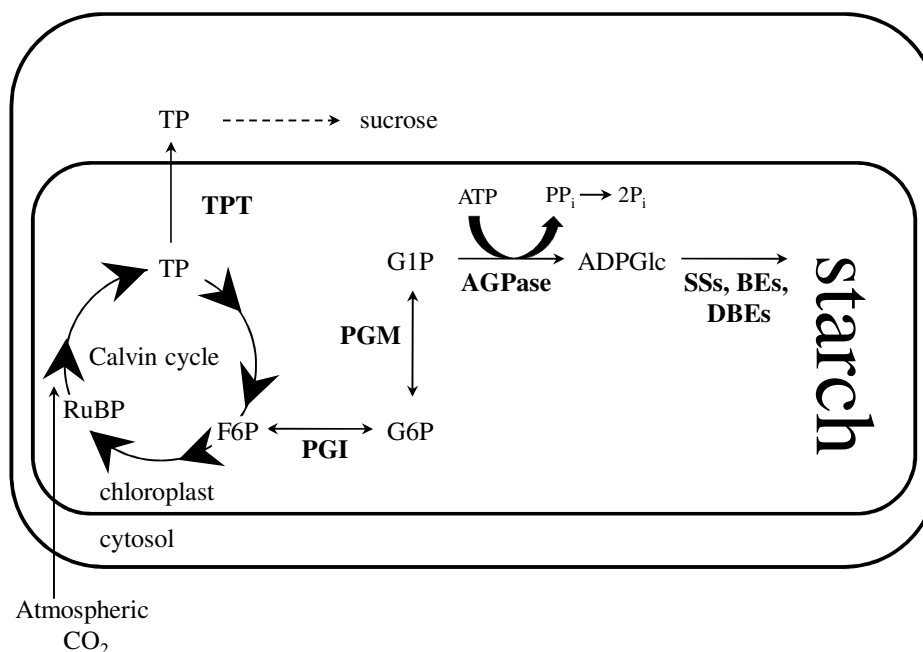 TP sucrose
TPT
ATP PPi 2Pi
G1P ADPGlc
AGPase SSs, BEs,
DBEs
TP
PGM
Calvin cycle
RuBP
F6P G6P
PGI
starch
chloroplast
cytosol
Atmospheric
CO2